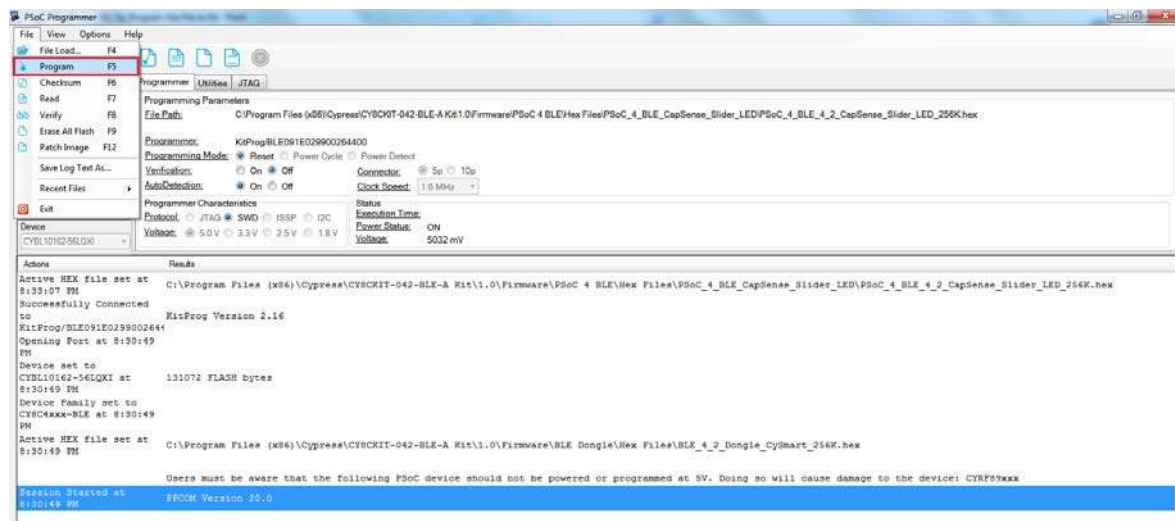 PSoC Programmer
File View Options Help
File Load... F4
Program F5
Checksum F6
Read F7
Verify F8
Erase All Flash F9
Patch Image F12
Save Log Text As...
Recent Files
Exit
Device
CYBL10162-56LQXI
Programmer Utilities JTAG
Programming Parameters
File Path: C:\Program Files (x86)\Cypress\CY8CKIT-042-BLE-A Kit\1.0\Firmware\PSoC 4 BLE\Hex Files\PSoC_4_BLE_CapSense_Slider_LED\PSoC_4_BLE_4_2_CapSense_Slider_LED_256K.hex
Programmer: KitProg/BLE091E029900264400
Programming Mode: Reset Power Cycle Power Detect
Verification: On Off Connector: 5p 10p
AutoDetection: On Off Clock Speed: 1.6 MHz
Programmer Characteristics
Protocol: JTAG SWD ISSP I2C
Voltage: 5.0 V 3.3 V 2.5 V 1.8 V
Status
Execution Time:
Power Status: ON
Voltage: 5032 mV
Actions Results
Active HEX file set at
8:33:07 PM
C:\Program Files (x86)\Cypress\CY8CKIT-042-BLE-A Kit\1.0\Firmware\PSoC 4 BLE\Hex Files\PSoC_4_BLE_CapSense_Slider_LED\PSoC_4_BLE_4_2_CapSense_Slider_LED_256K.hex
Successfully Connected
to
KitProg/BLE091E0299002644
KitProg Version 2.16
Opening Port at 8:30:49
PM
Device set to
CYBL10162-56LQXI at
8:30:49 PM
131072 FLASH bytes
Device Family set to
CY8C4xxx-BLE at 8:30:49
PM
Active HEX file set at
8:30:49 PM
C:\Program Files (x86)\Cypress\CY8CKIT-042-BLE-A Kit\1.0\Firmware\BLE Dongle\Hex Files\BLE_4_2_Dongle_CySmart_256K.hex
Users must be aware that the following PSoC device should not be powered or programmed at 5V. Doing so will cause damage to the device: CYRF89xxx
Session Started at
8:30:49 PM
PPCOM Version 20.0